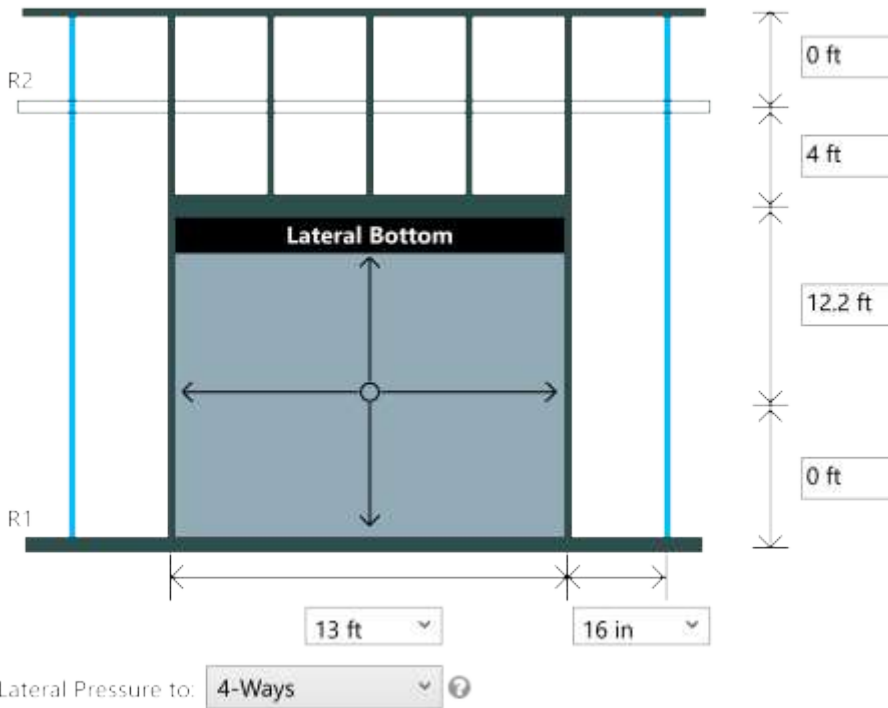 0 ft
R2
4 ft
Lateral Bottom
12.2 ft
0 ft
R1
13 ft
16 in
Lateral Pressure to: 4-Ways ?